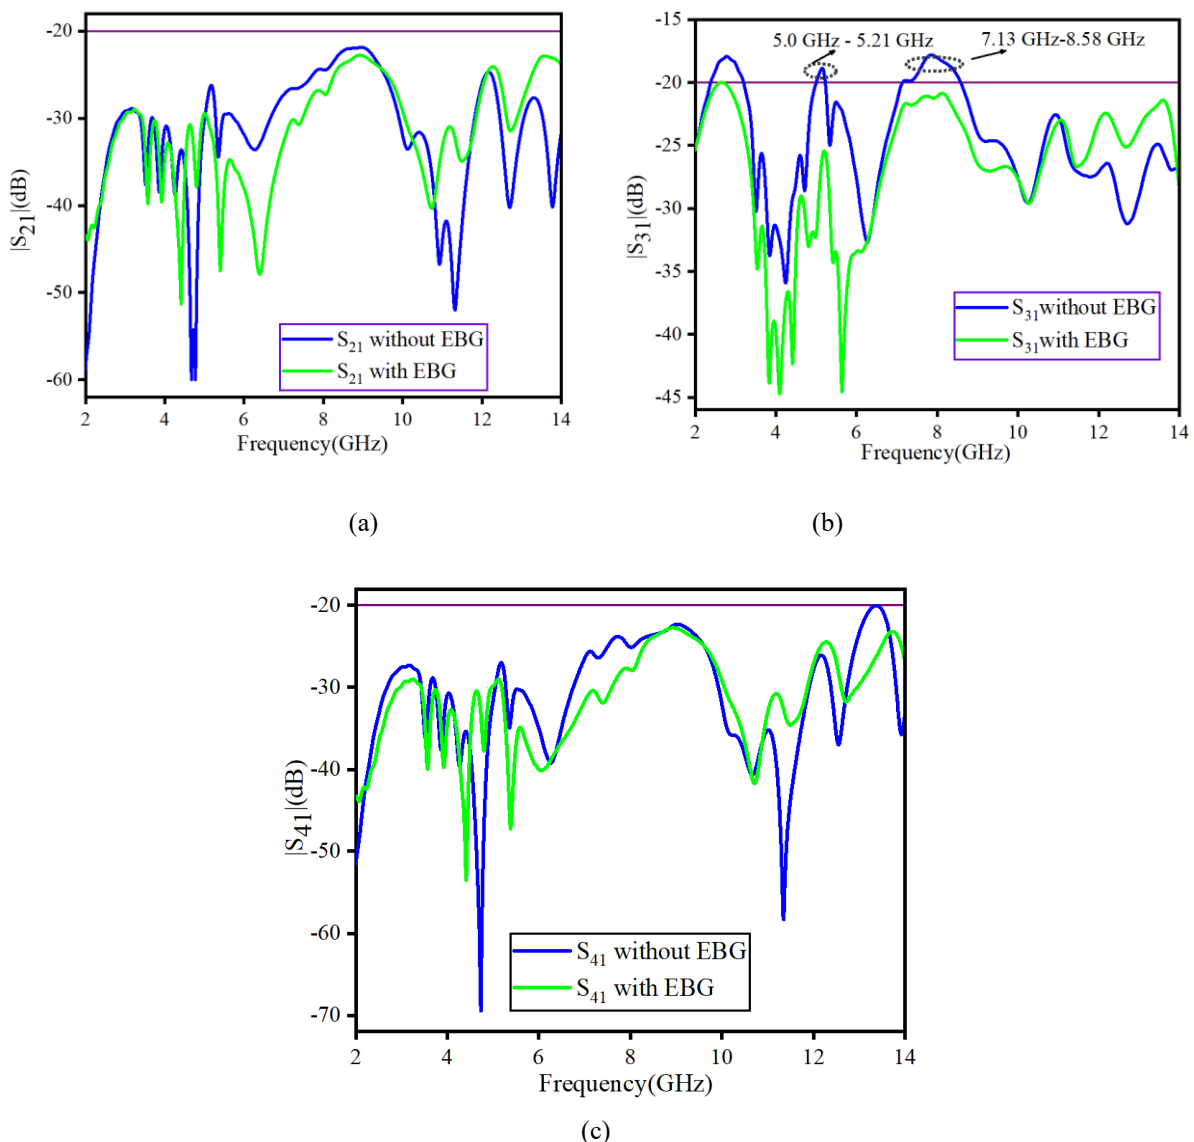 -20
-30
-40
-50
-60
|S21|(dB)
S21 without EBG
S21 with EBG
2 4 6 8 10 12 14
Frequency(GHz)
(a)
-15
-20
-25
-30
-35
-40
-45
|S31|(dB)
5.0 GHz - 5.21 GHz
7.13 GHz-8.58 GHz
S31without EBG
S31with EBG
2 4 6 8 10 12 14
Frequency(GHz)
(b)
-20
-30
-40
-50
-60
-70
|S41|(dB)
S41 without EBG
S41 with EBG
2 4 6 8 10 12 14
Frequency(GHz)
(c)